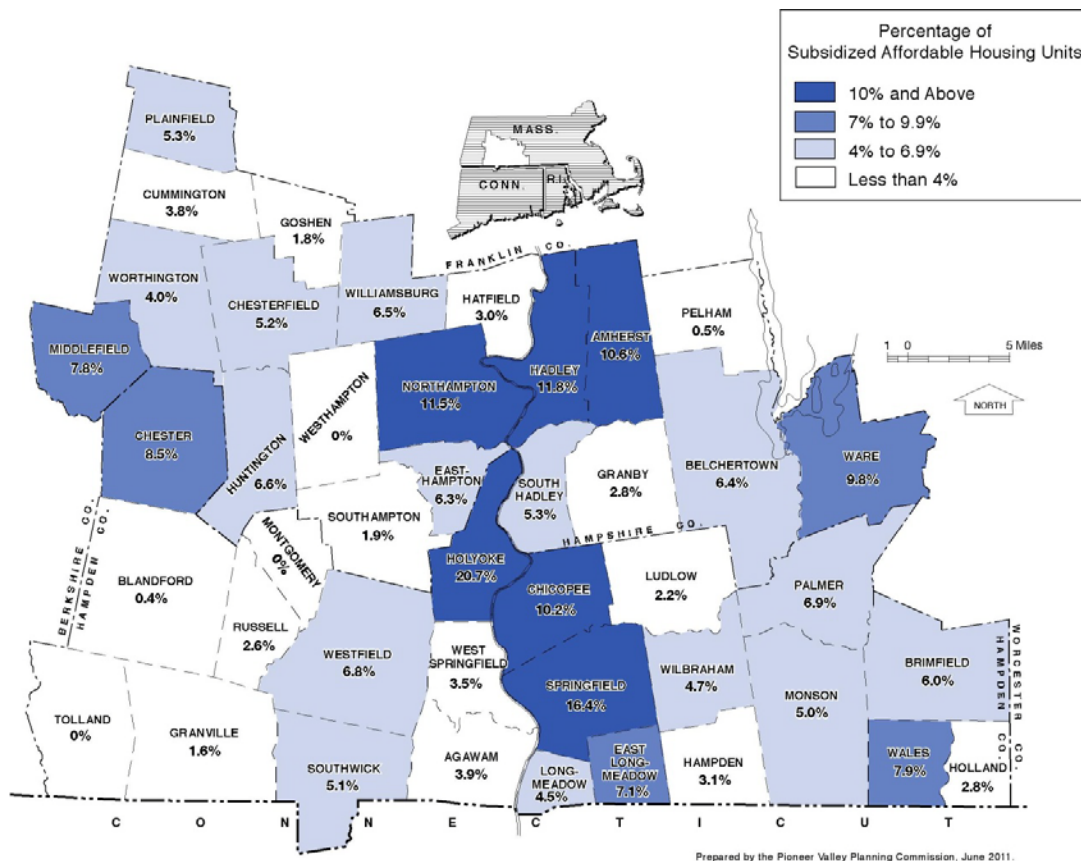 Percentage of
Subsidized Affordable Housing Units
10% and Above
7% to 9.9%
4% to 6.9%
Less than 4%
PLAINFIELD
5.3%
MASS.
CONN.
R.I.
CUMMINGTON
3.8%
GOSHEN
1.8%
FRANKLIN CO.
WORTHINGTON
4.0%
CHESTERFIELD
5.2%
WILLIAMSBURG
6.5%
HATFIELD
3.0%
PELHAM
0.5%
AMHERST
10.6%
MIDDLEFIELD
7.8%
HADLEY
11.8%
1 0 5 Miles
NORTH
NORTHAMPTON
11.5%
WESTHAMPTON
0%
CHESTER
8.5%
HUNTINGTON
6.6%
EAST-
HAMPTON
6.3%
SOUTH
HADLEY
5.3%
GRANBY
2.8%
BELCHERTOWN
6.4%
WARE
9.8%
SOUTHAMPTON
1.9%
MONTGOMERY
0%
HAMPSHIRE CO.
BERKSHIRE CO.
HAMPDEN CO.
BLANDFORD
0.4%
HOLYOKE
20.7%
CHICOPEE
10.2%
LUDLOW
2.2%
PALMER
6.9%
RUSSELL
2.6%
WESTFIELD
6.8%
WEST
SPRINGFIELD
3.5%
WILBRAHAM
4.7%
BRIMFIELD
6.0%
WORCESTER CO.
HAMPDEN CO.
SPRINGFIELD
16.4%
MONSON
5.0%
TOLLAND
0%
GRANVILLE
1.6%
SOUTHWICK
5.1%
AGAWAM
3.9%
LONG-
MEADOW
4.5%
EAST
LONG-
MEADOW
7.1%
HAMPDEN
3.1%
WALES
7.9%
HOLLAND
2.8%
CONNECTICUT
Prepared by the Pioneer Valley Planning Commission, June 2011.